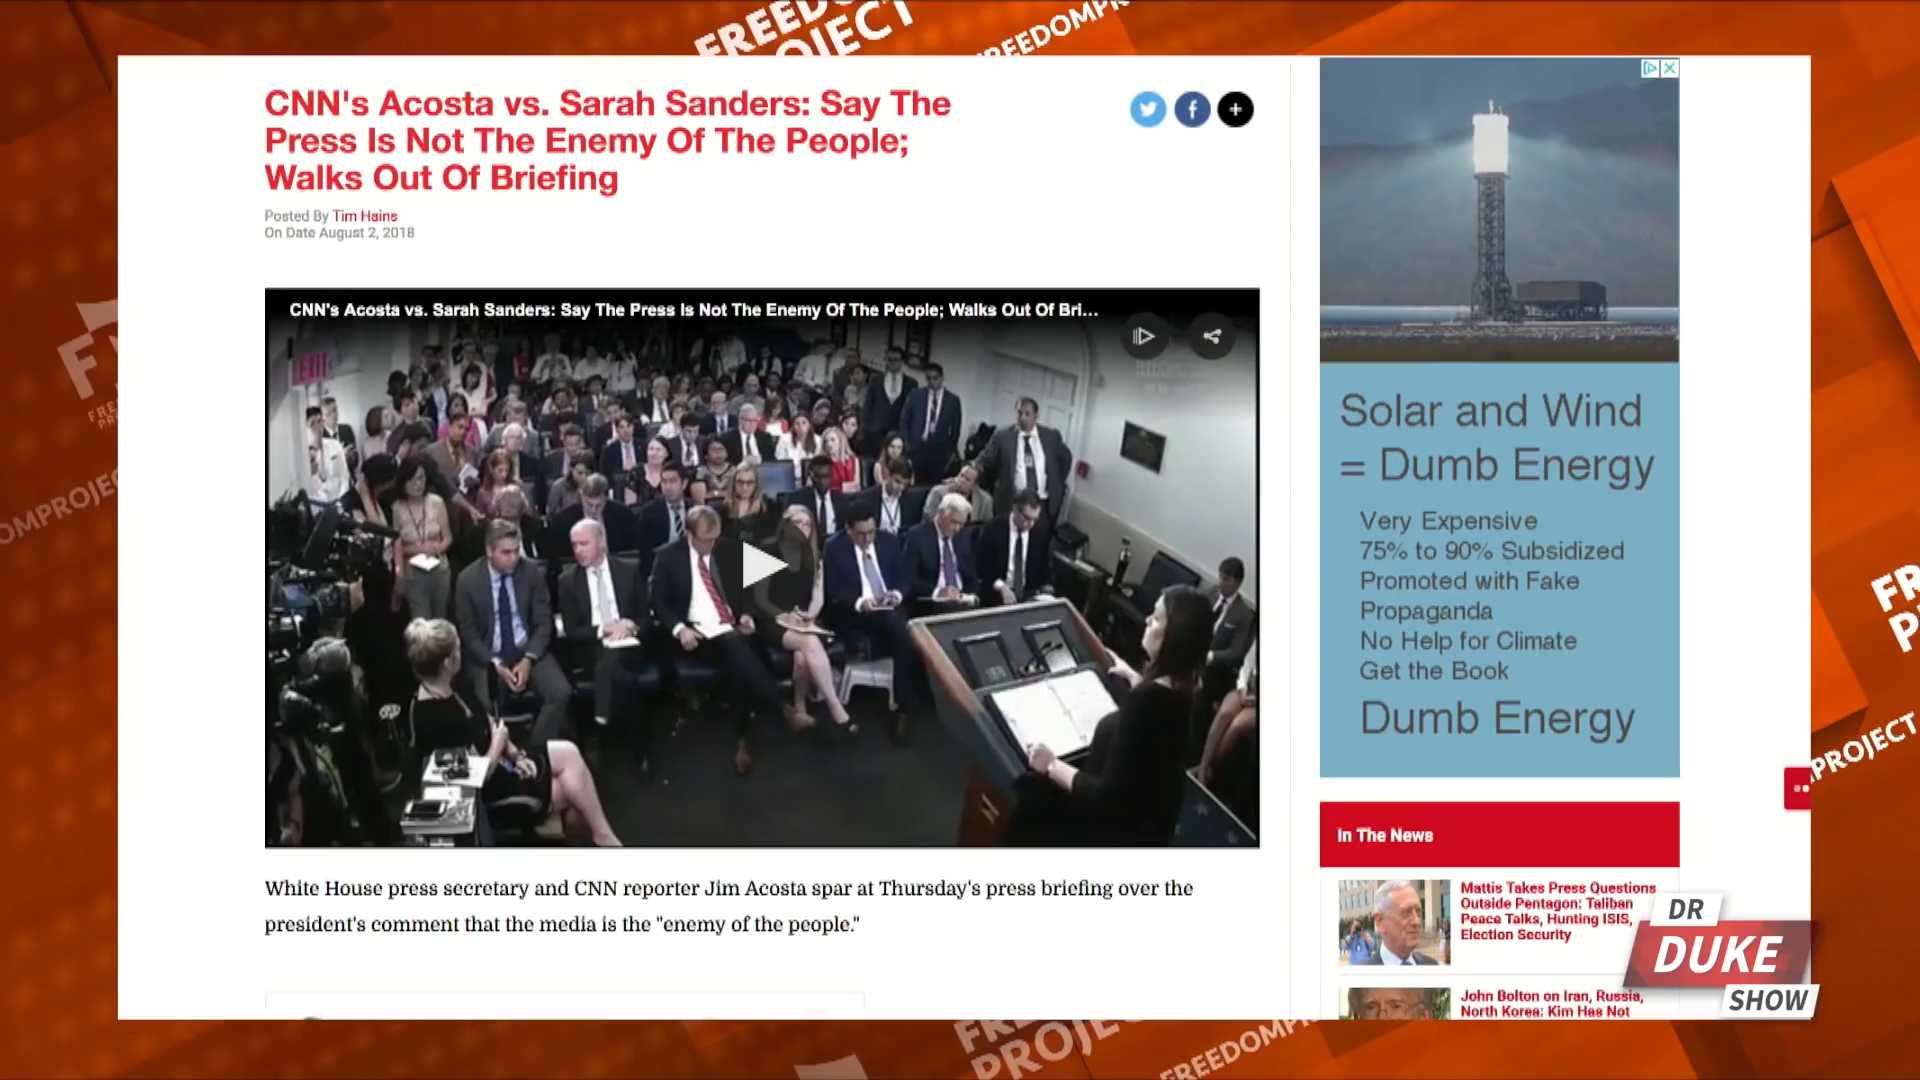 FREEDOMPROJECT
CNN's Acosta vs. Sarah Sanders: Say The
Press Is Not The Enemy Of The People;
Walks Out Of Briefing
Posted By Tim Hains
On Date August 2, 2018
CNN's Acosta vs. Sarah Sanders: Say The Press Is Not The Enemy Of The People; Walks Out Of Bri...
EXIT
White House press secretary and CNN reporter Jim Acosta spar at Thursday's press briefing over the
president's comment that the media is the "enemy of the people."
Solar and Wind
= Dumb Energy
Very Expensive
75% to 90% Subsidized
Promoted with Fake
Propaganda
No Help for Climate
Get the Book
Dumb Energy
In The News
Mattis Takes Press Questions
Outside Pentagon: Taliban
Peace Talks, Hunting ISIS,
Election Security
John Bolton on Iran, Russia,
North Korea: Kim Has Not
DR
DUKE
SHOW